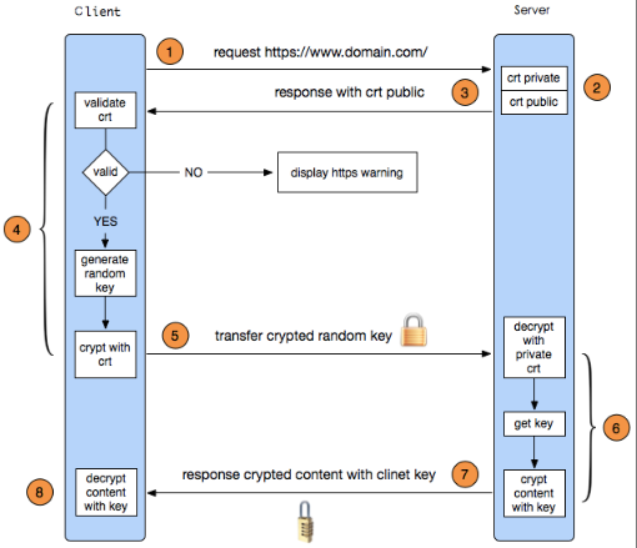 Client
Server
1
request https://www.domain.com/
crt private
2
response with crt public
3
crt public
validate
crt
valid
NO
display https warning
4
YES
generate
random
key
5
transfer crypted random key
decrypt
with
private
crt
crypt with
crt
get key
6
response crypted content with clinet key
7
8
decrypt
content
with key
crypt
content
with key